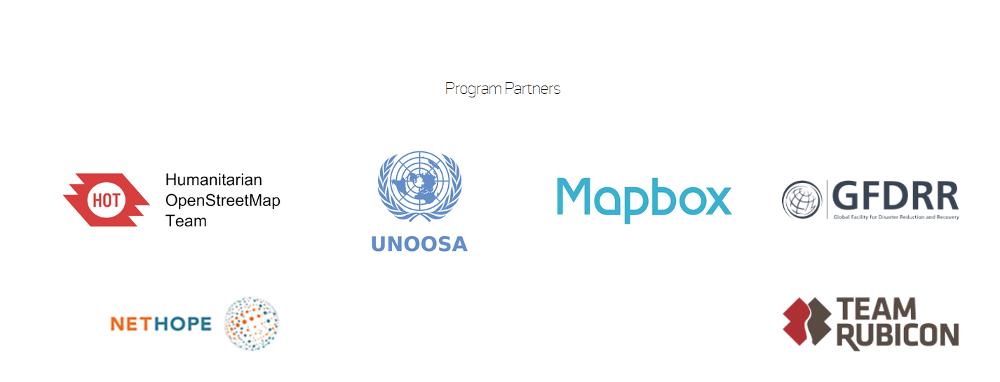 Program Partners
HOT
Humanitarian
OpenStreetMap
Team
UNOOSA
Mapbox
GFDRR
Global Facility for Disaster Reduction and Recovery
NETHOPE
TEAM
RUBICON